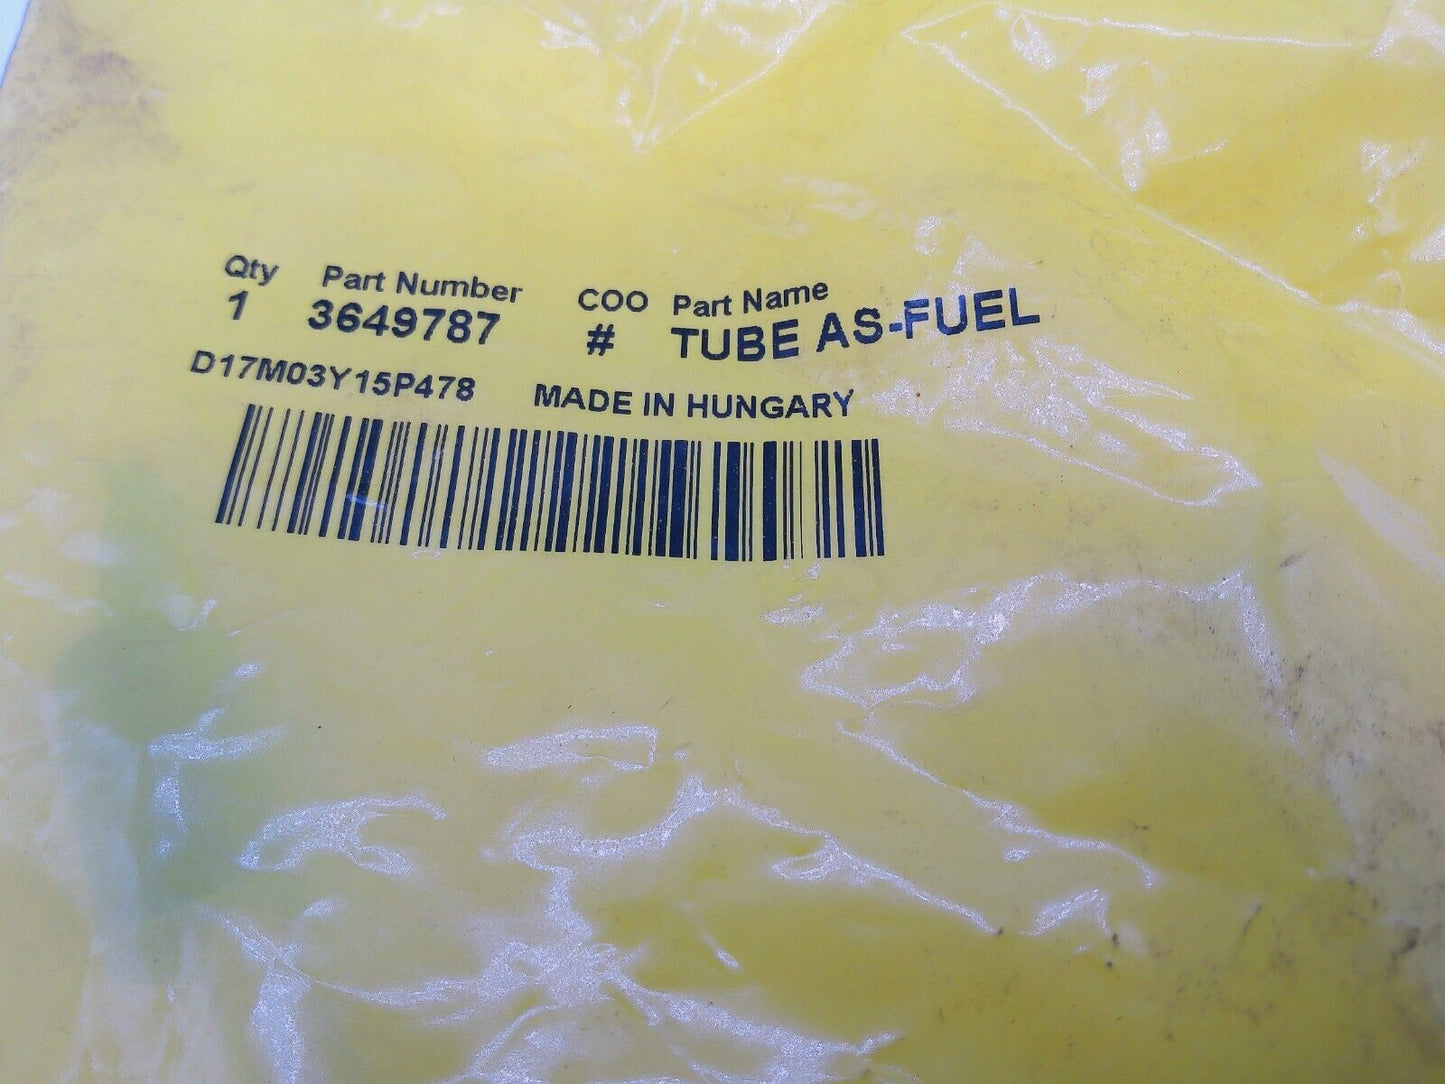 Qty Part Number COO Part Name
1 3649787 # TUBE AS-FUEL
D17M03Y15P478 MADE IN HUNGARY